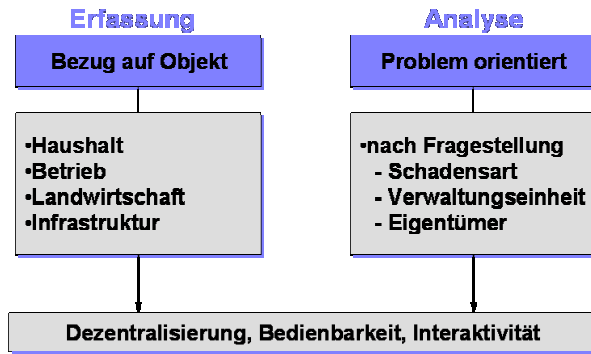 Erfassung
Bezug auf Objekt
•Haushalt
•Betrieb
•Landwirtschaft
•Infrastruktur
Analyse
Problem orientiert
•nach Fragestellung
- Schadensart
- Verwaltungseinheit
- Eigentümer
Dezentralisierung, Bedienbarkeit, Interaktivität